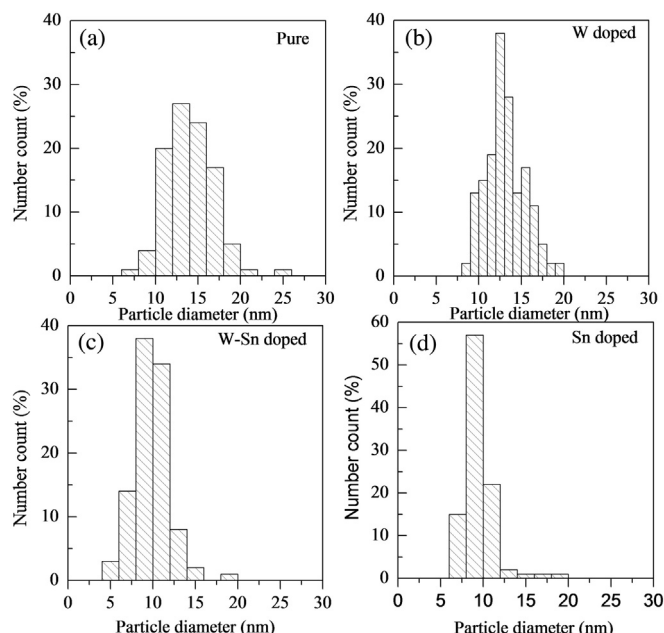 40
(a)
Pure
30
20
10
0
Number count (%)
0 5 10 15 20 25 30
Particle diameter (nm)
40
(b)
W doped
30
20
10
0
Number count (%)
0 5 10 15 20 25 30
Particle diameter (nm)
40
(c)
W-Sn doped
30
20
10
0
Number count (%)
0 5 10 15 20 25 30
Particle diameter (nm)
60
(d)
Sn doped
50
40
30
20
10
0
Number count (%)
0 5 10 15 20 25 30
Particle diameter (nm)